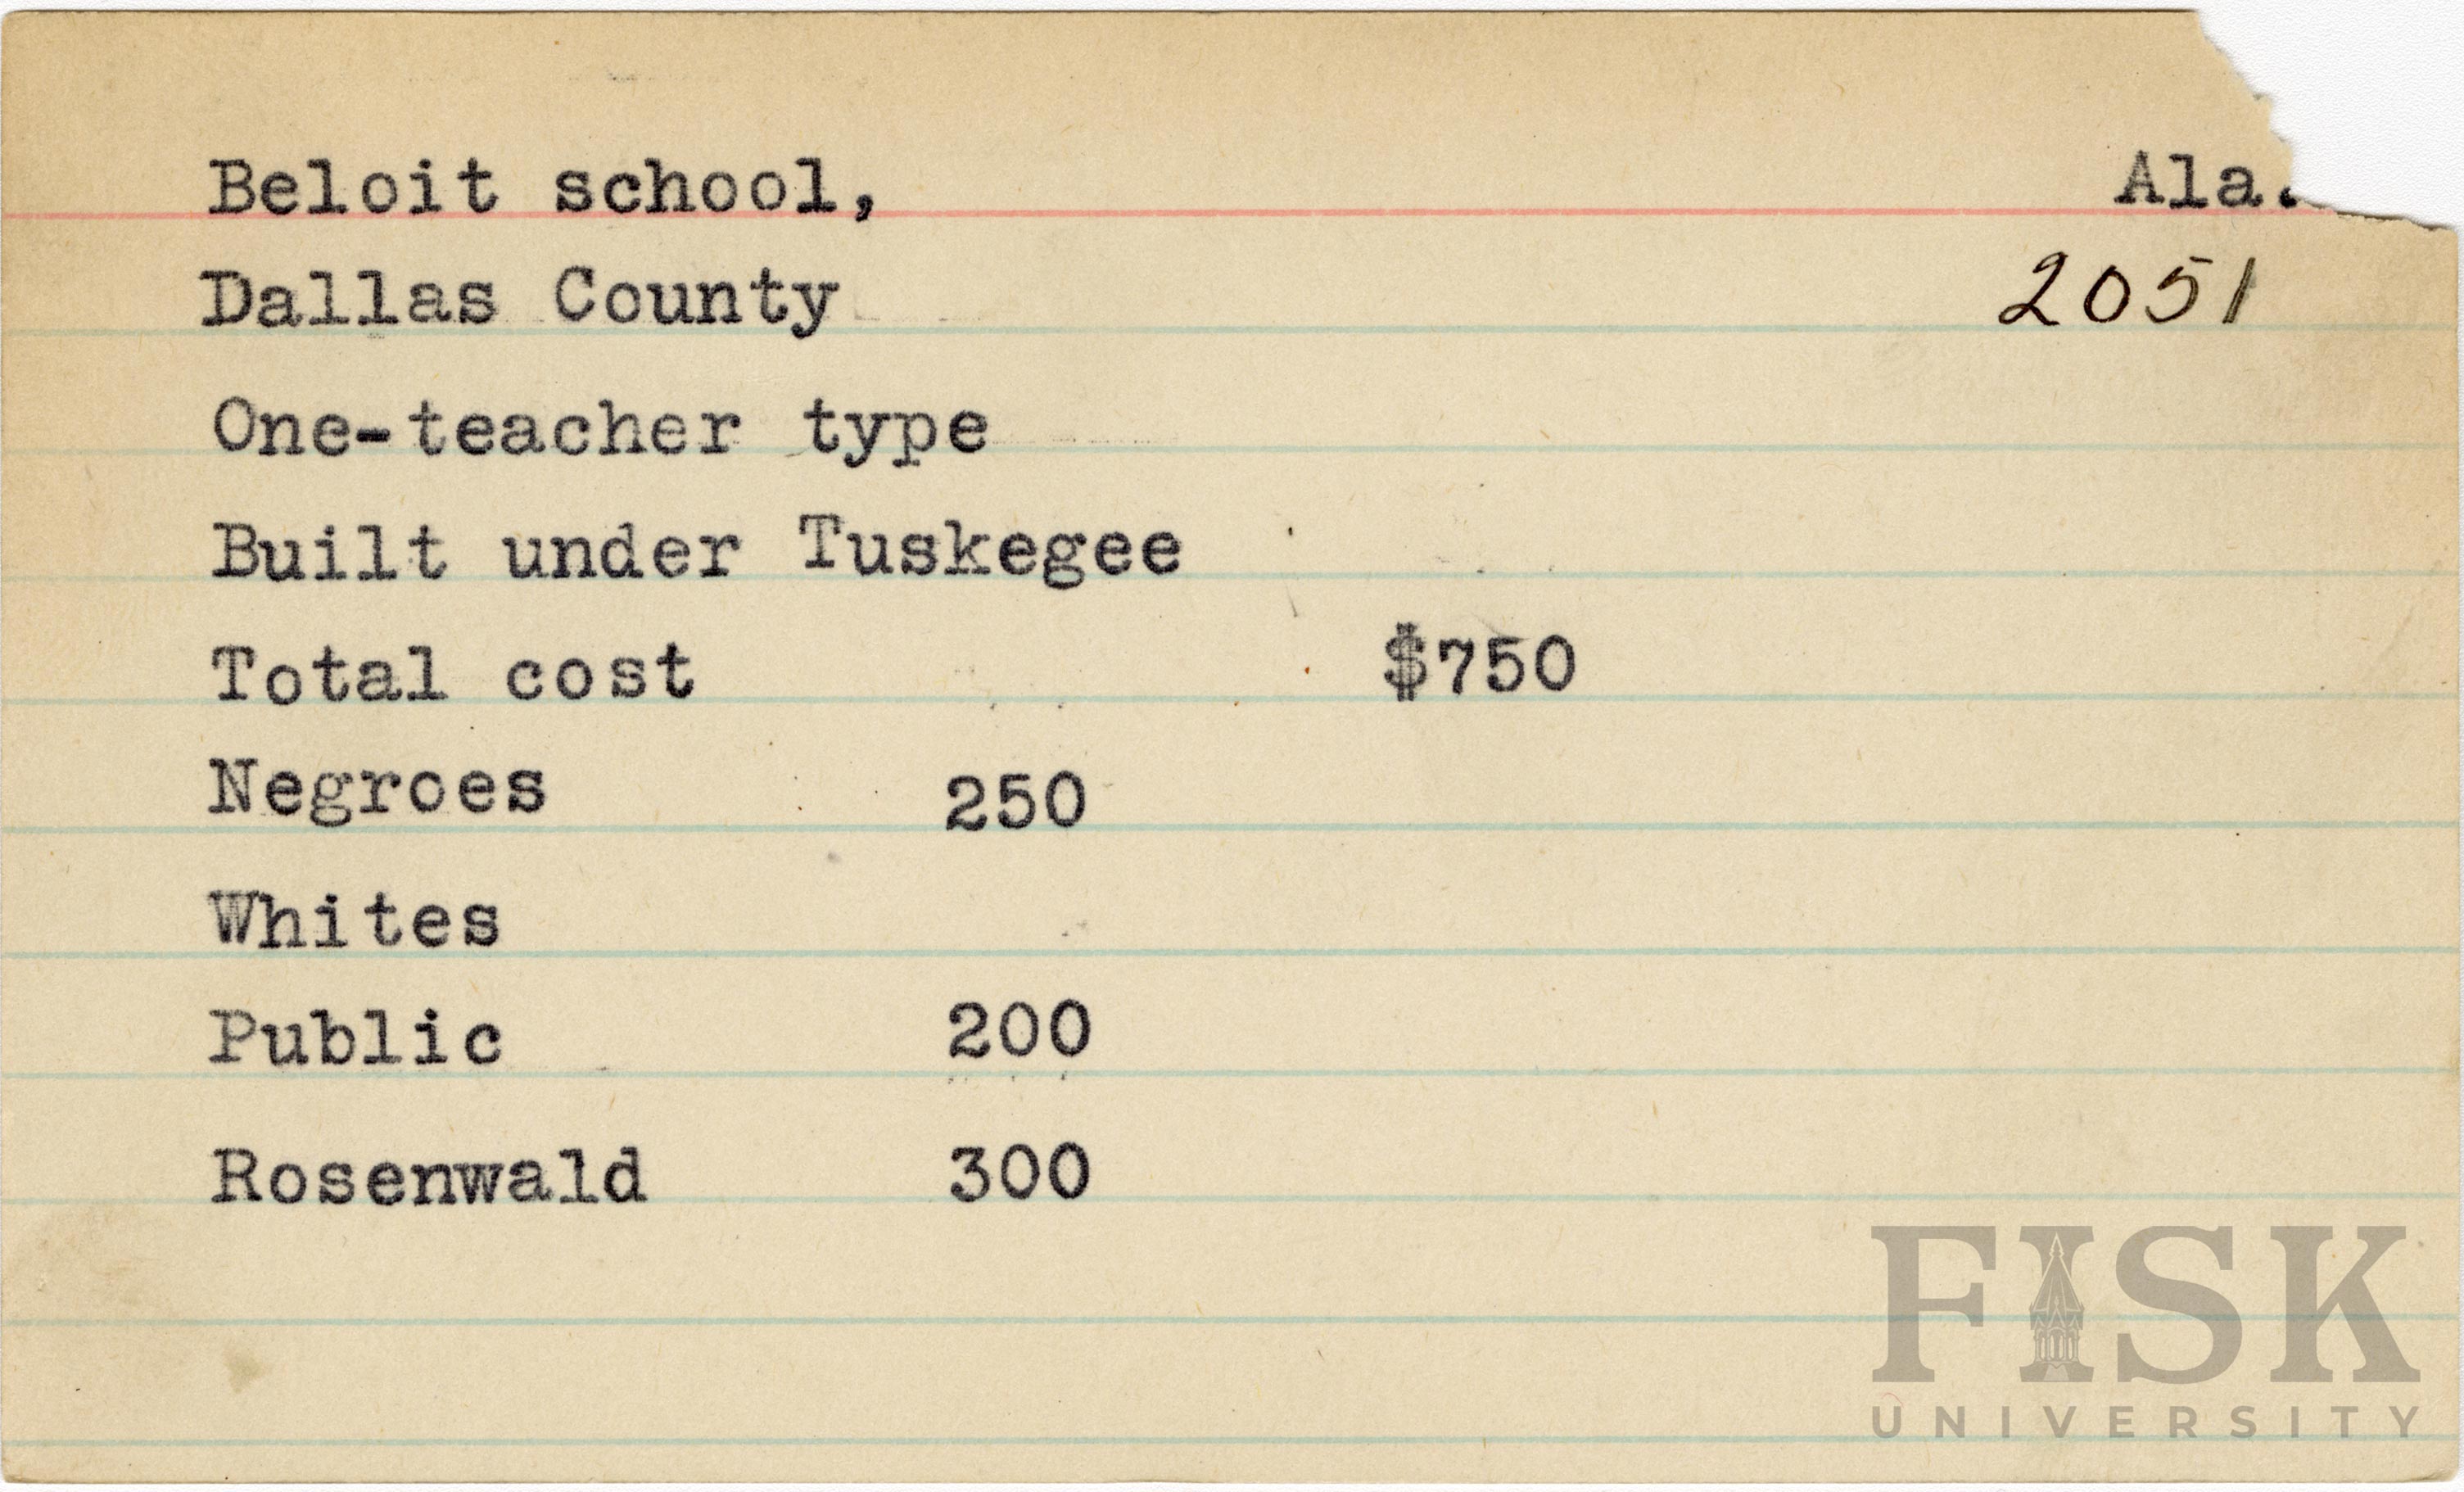 Beloit school, Ala.
Dallas County 2051
One-teacher type
Built under Tuskegee
Total cost $750
Negroes 250
Whites
Public 200
Rosenwald 300
FISK
UNIVERSITY